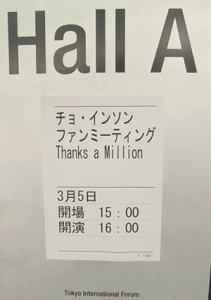 Hall A
チョ・インソン
ファンミーティング
Thanks a Million
3月5日
開場 15：00
開演 16：00
Tokyo International Forum